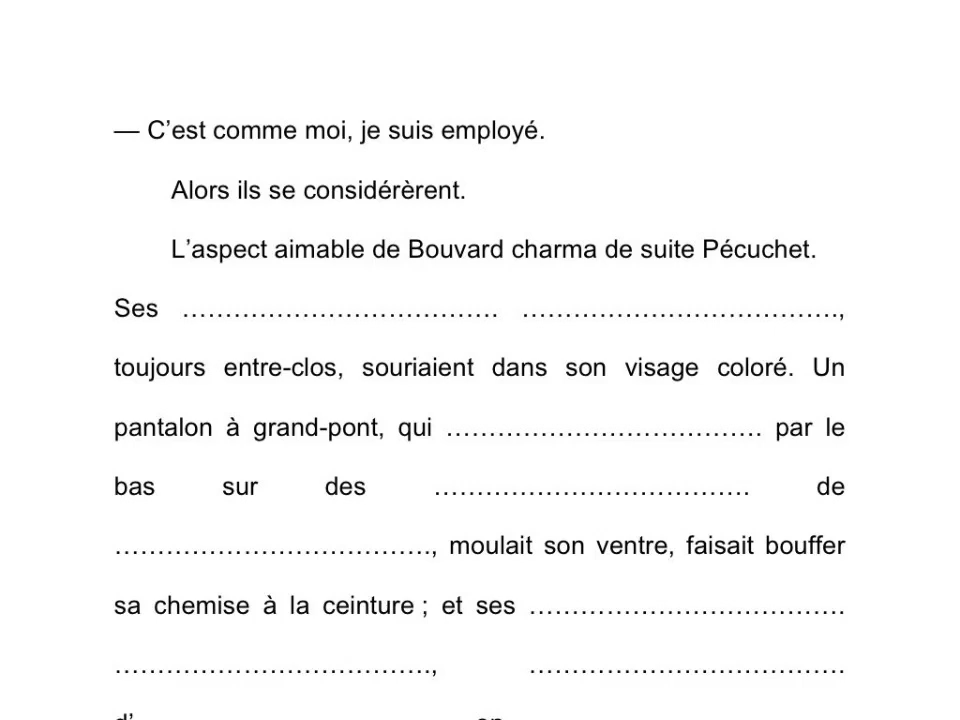 — C’est comme moi, je suis employé.
Alors ils se considérèrent.
L’aspect aimable de Bouvard charma de suite Pécuchet.
Ses ………………………………. ……………………………….,
toujours entre-clos, souriaient dans son visage coloré. Un
pantalon à grand-pont, qui ………………………………. par le
bas sur des ………………………………. de
………………………………., moulait son ventre, faisait bouffer
sa chemise à la ceinture ; et ses ……………………………….
………………………………., ……………………………….
d’ en